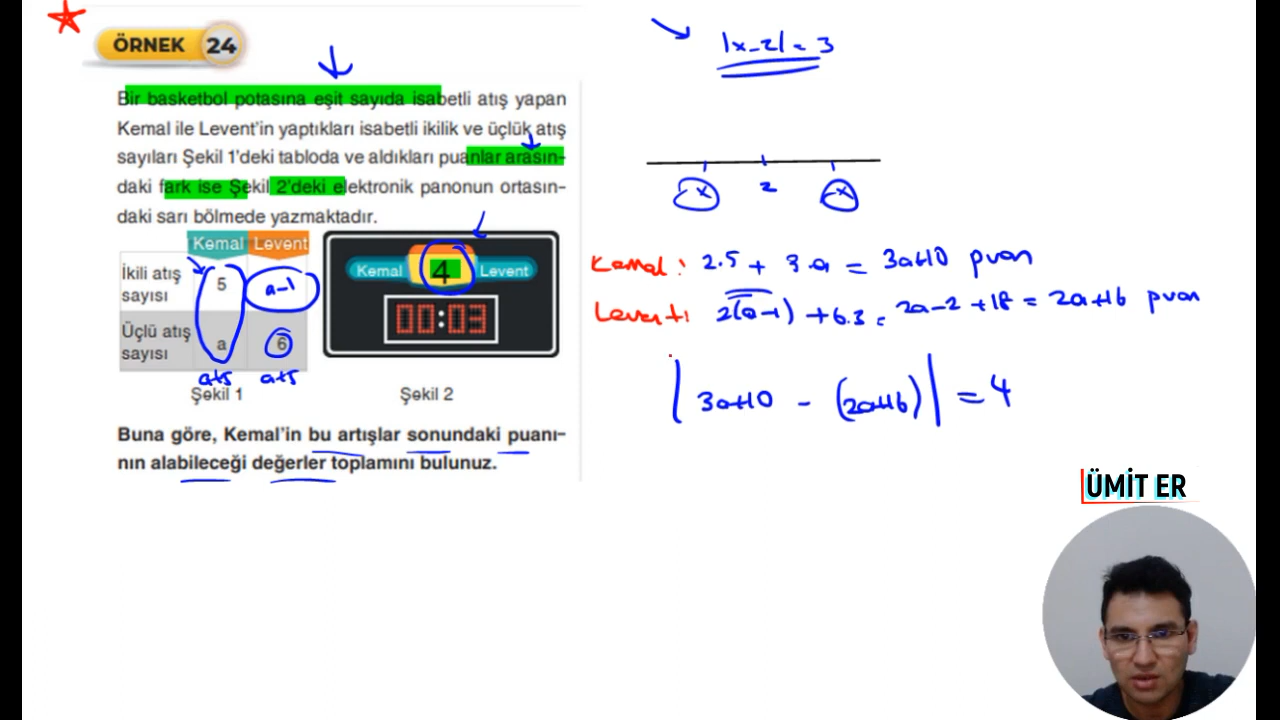 ÖRNEK 24
|x-2| = 3
Bir basketbol potasına eşit sayıda isabetli atış yapan
Kemal ile Levent'in yaptıkları isabetli ikilik ve üçlük atış
sayıları Şekil 1'deki tabloda ve aldıkları puanlar arasın-
daki fark ise Şekil 2'deki elektronik panonun ortasın-
daki sarı bölmede yazmaktadır.
x 2 x
Kemal Levent
İkili atış
sayısı
5 a-1
Üçlü atış
sayısı
a 6
a+5 a+5
Şekil 1
Kemal 4 Levent
00:03
Şekil 2
Kemal: 2.5 + 3.a = 3a+10 puan
Levent: 2(a-1) + 6.3 = 2a-2+18 = 2a+16 puan
|3a+10 - (2a+16)| = 4
Buna göre, Kemal'in bu artışlar sonundaki puanı-
nın alabileceği değerler toplamını bulunuz.
ÜMİT ER